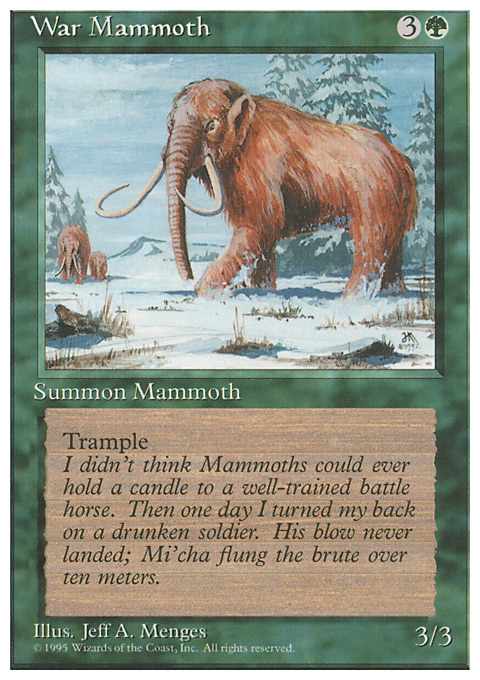 War Mammoth 3
Summon Mammoth
Trample
I didn't think Mammoths could ever
hold a candle to a well-trained battle
horse. Then one day I turned my back
on a drunken soldier. His blow never
landed; Mi'cha flung the brute over
ten meters.
Illus. Jeff A. Menges
3/3
© 1995 Wizards of the Coast, Inc. All rights reserved.